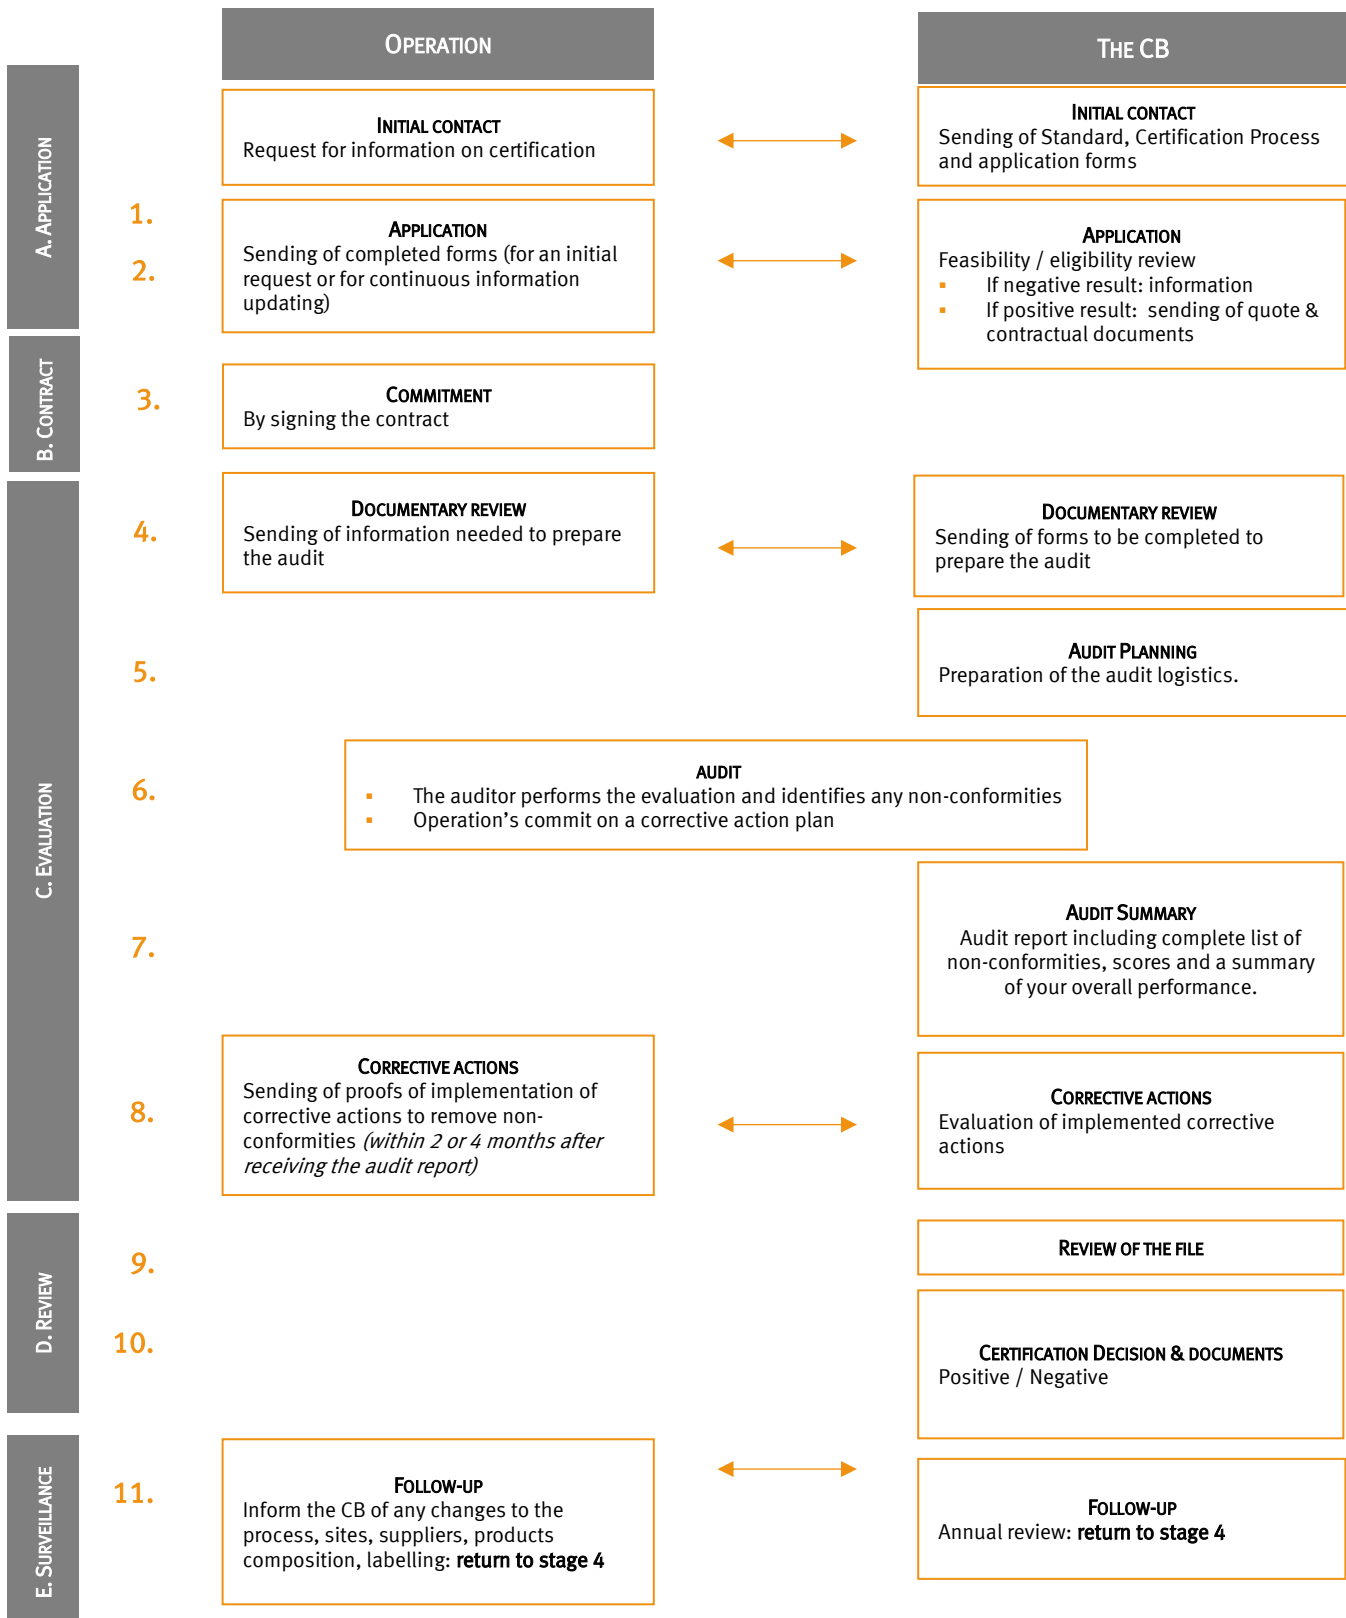 OPERATION
THE CB
A. APPLICATION
INITIAL CONTACT
Request for information on certification
INITIAL CONTACT
Sending of Standard, Certification Process
and application forms
1.
2.
APPLICATION
Sending of completed forms (for an initial
request or for continuous information
updating)
APPLICATION
Feasibility / eligibility review
▪ If negative result: information
▪ If positive result: sending of quote &
contractual documents
B. CONTRACT
3.
COMMITMENT
By signing the contract
C. EVALUATION
4.
DOCUMENTARY REVIEW
Sending of information needed to prepare
the audit
DOCUMENTARY REVIEW
Sending of forms to be completed to
prepare the audit
5.
AUDIT PLANNING
Preparation of the audit logistics.
6.
AUDIT
▪ The auditor performs the evaluation and identifies any non-conformities
▪ Operation's commit on a corrective action plan
7.
AUDIT SUMMARY
Audit report including complete list of
non-conformities, scores and a summary
of your overall performance.
8.
CORRECTIVE ACTIONS
Sending of proofs of implementation of
corrective actions to remove non-
conformities (within 2 or 4 months after
receiving the audit report)
CORRECTIVE ACTIONS
Evaluation of implemented corrective
actions
D. REVIEW
9.
REVIEW OF THE FILE
10.
CERTIFICATION DECISION & DOCUMENTS
Positive / Negative
E. SURVEILLANCE
11.
FOLLOW-UP
Inform the CB of any changes to the
process, sites, suppliers, products
composition, labelling: return to stage 4
FOLLOW-UP
Annual review: return to stage 4